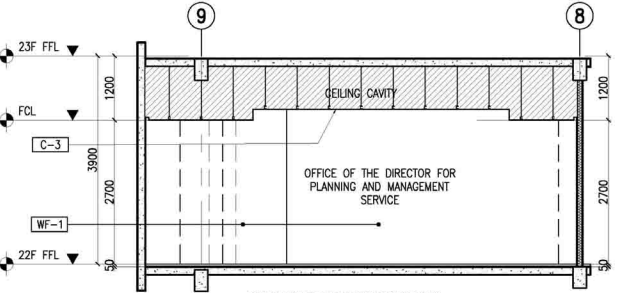 9
8
23F FFL
1200
CEILING CAVITY
1200
FCL
C-3
3900
OFFICE OF THE DIRECTOR FOR
PLANNING AND MANAGEMENT
SERVICE
2700
2700
WF-1
22F FFL
50
50